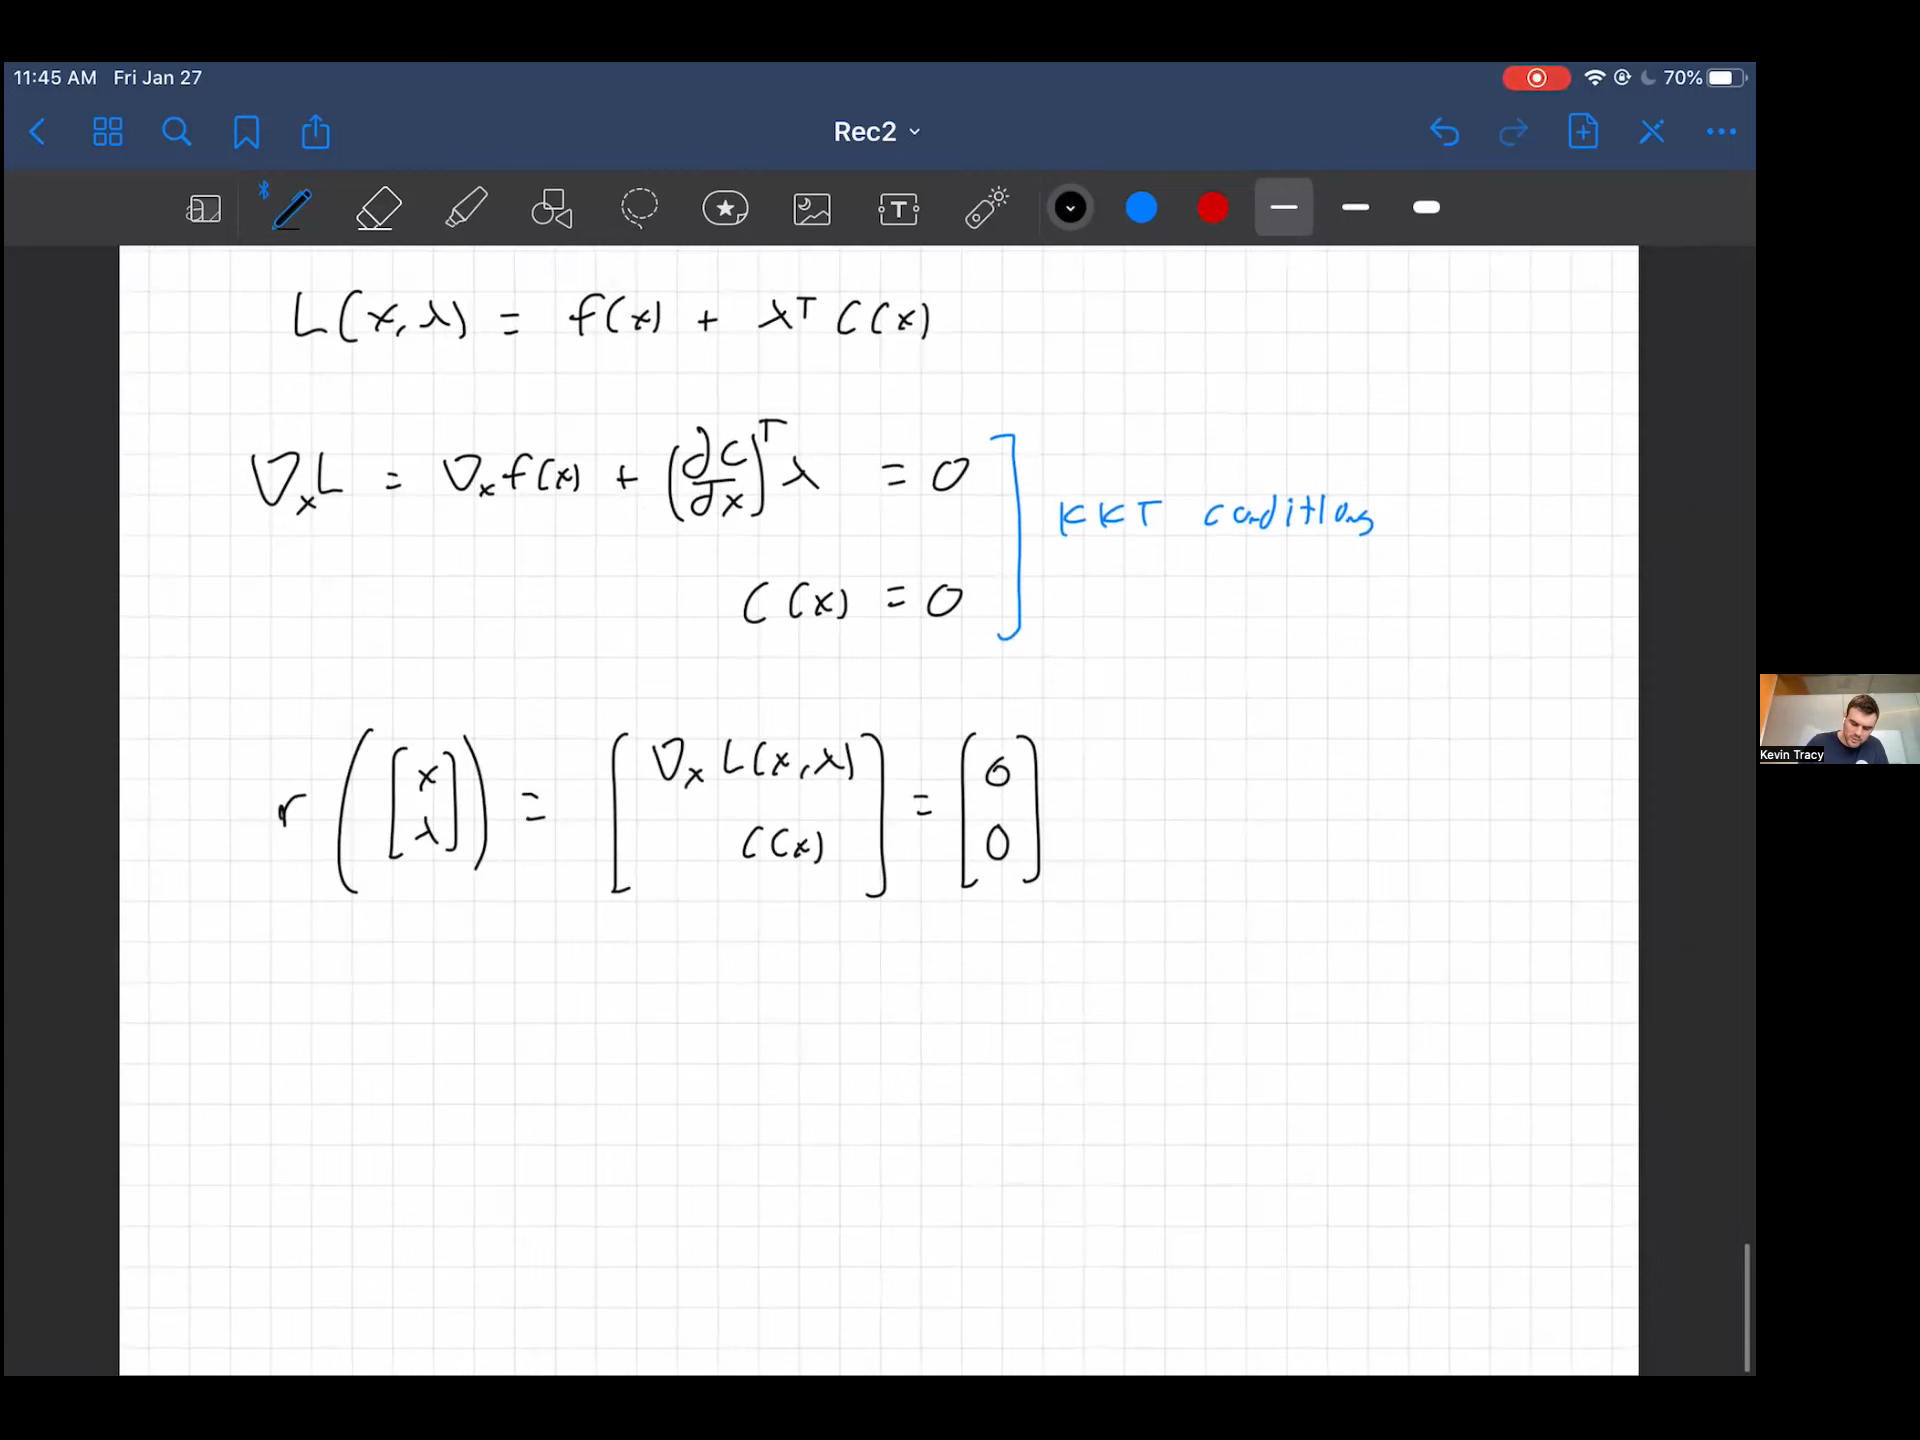 11:45 AM Fri Jan 27
70%
Rec2
L(x,λ) = f(x) + λᵀ C(x)
∇ₓL = ∇ₓf(x) + (∂C/∂x)ᵀ λ = 0
KKT conditions
C(x) = 0
r([x λ]) = [∇ₓ L(x,λ) C(x)] = [0 0]
Kevin Tracy